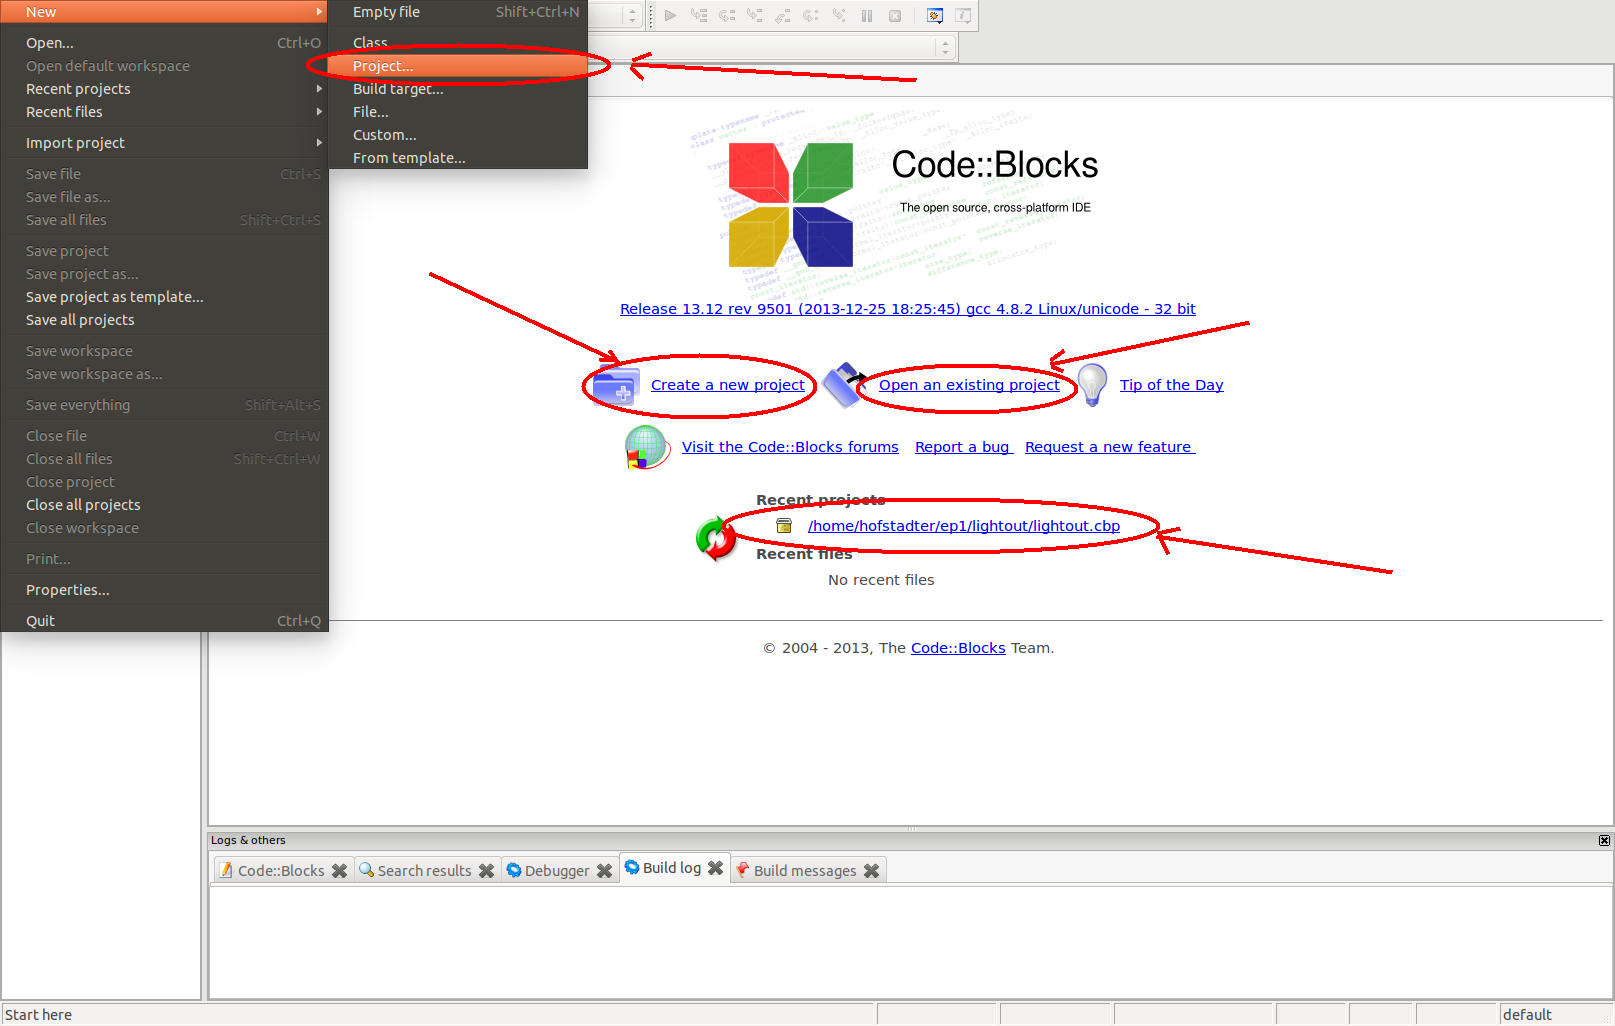 New
Open... Ctrl+O
Open default workspace
Recent projects
Recent files
Import project
Save file Ctrl+S
Save file as...
Save all files Shift+Ctrl+S
Save project
Save project as...
Save project as template...
Save all projects
Save workspace
Save workspace as...
Save everything Shift+Alt+S
Close file Ctrl+W
Close all files Shift+Ctrl+W
Close project
Close all projects
Close workspace
Print...
Properties...
Quit Ctrl+Q
Empty file Shift+Ctrl+N
Class
Project...
Build target...
File...
Custom...
From template...
Code::Blocks
The open source, cross-platform IDE
Release 13.12 rev 9501 (2013-12-25 18:25:45) gcc 4.8.2 Linux/unicode - 32 bit
Create a new project Open an existing project Tip of the Day
Visit the Code::Blocks forums Report a bug Request a new feature
Recent projects
/home/hofstadter/ep1/lightout/lightout.cbp
Recent files
No recent files
© 2004 - 2013, The Code::Blocks Team.
Logs & others
Code::Blocks Search results Debugger Build log Build messages
Start here default